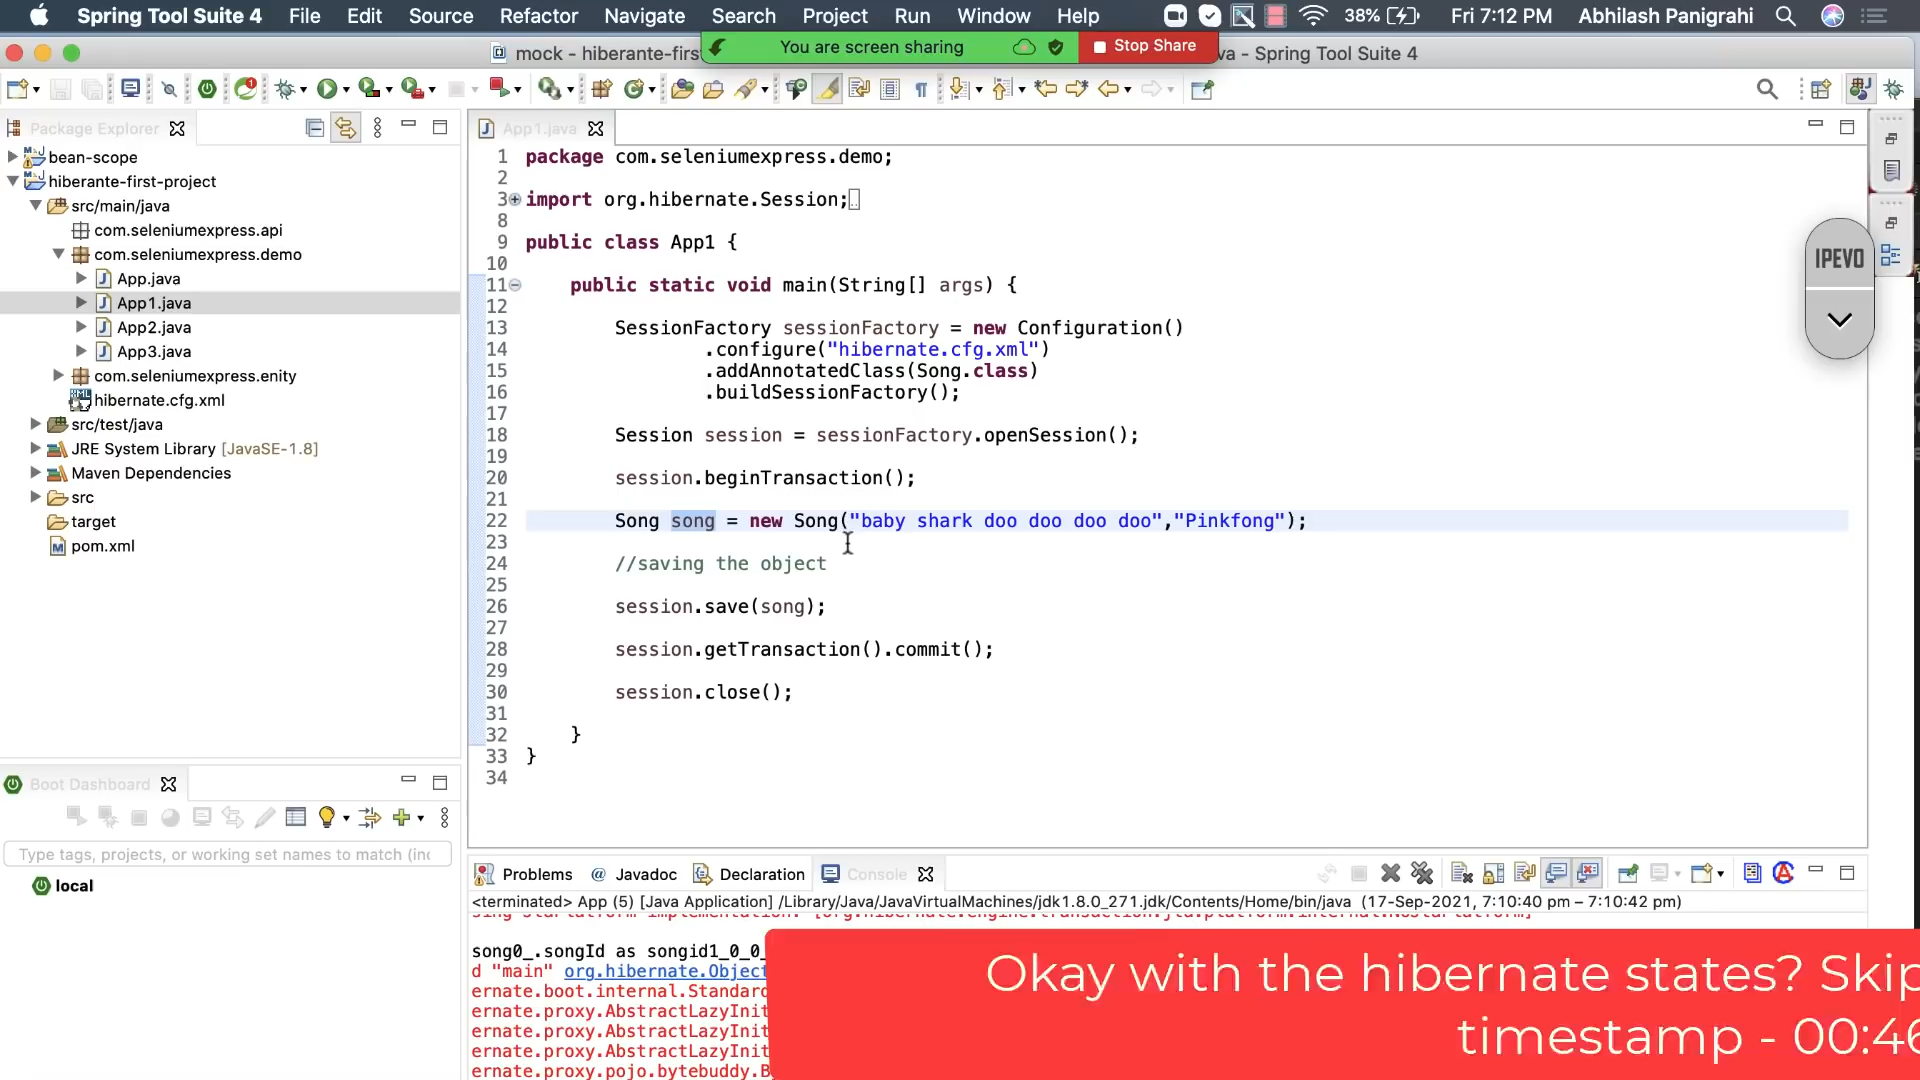 Spring Tool Suite 4 File Edit Source Refactor Navigate Search Project Run Window Help 38% Fri 7:12 PM Abhilash Panigrahi
You are screen sharing Stop Share
mock - hiberante-firs va - Spring Tool Suite 4
Package Explorer
bean-scope
hiberante-first-project
src/main/java
com.seleniumexpress.api
com.seleniumexpress.demo
App.java
App1.java
App2.java
App3.java
com.seleniumexpress.enity
hibernate.cfg.xml
src/test/java
JRE System Library [JavaSE-1.8]
Maven Dependencies
src
target
pom.xml
App1.java
1 package com.seleniumexpress.demo;
2
3 import org.hibernate.Session;
8
9 public class App1 {
10
11 public static void main(String[] args) {
12
13 SessionFactory sessionFactory = new Configuration()
14 .configure("hibernate.cfg.xml")
15 .addAnnotatedClass(Song.class)
16 .buildSessionFactory();
17
18 Session session = sessionFactory.openSession();
19
20 session.beginTransaction();
21
22 Song song = new Song("baby shark doo doo doo doo","Pinkfong");
23
24 //saving the object
25
26 session.save(song);
27
28 session.getTransaction().commit();
29
30 session.close();
31
32 }
33 }
34
IPEVO
Boot Dashboard
Type tags, projects, or working set names to match (inc
local
Problems Javadoc Declaration Console
<terminated> App (5) [Java Application] /Library/Java/JavaVirtualMachines/jdk1.8.0_271.jdk/Contents/Home/bin/java (17-Sep-2021, 7:10:40 pm – 7:10:42 pm)
song0_.songId as songid1_0_0_
d "main" org.hibernate.Object
ernate.boot.internal.Standard
ernate.proxy.AbstractLazyInit
ernate.proxy.AbstractLazyInit
ernate.proxy.AbstractLazyInit
ernate.proxy.pojo.bytebuddy.B
Okay with the hibernate states? Skip
timestamp - 00:46